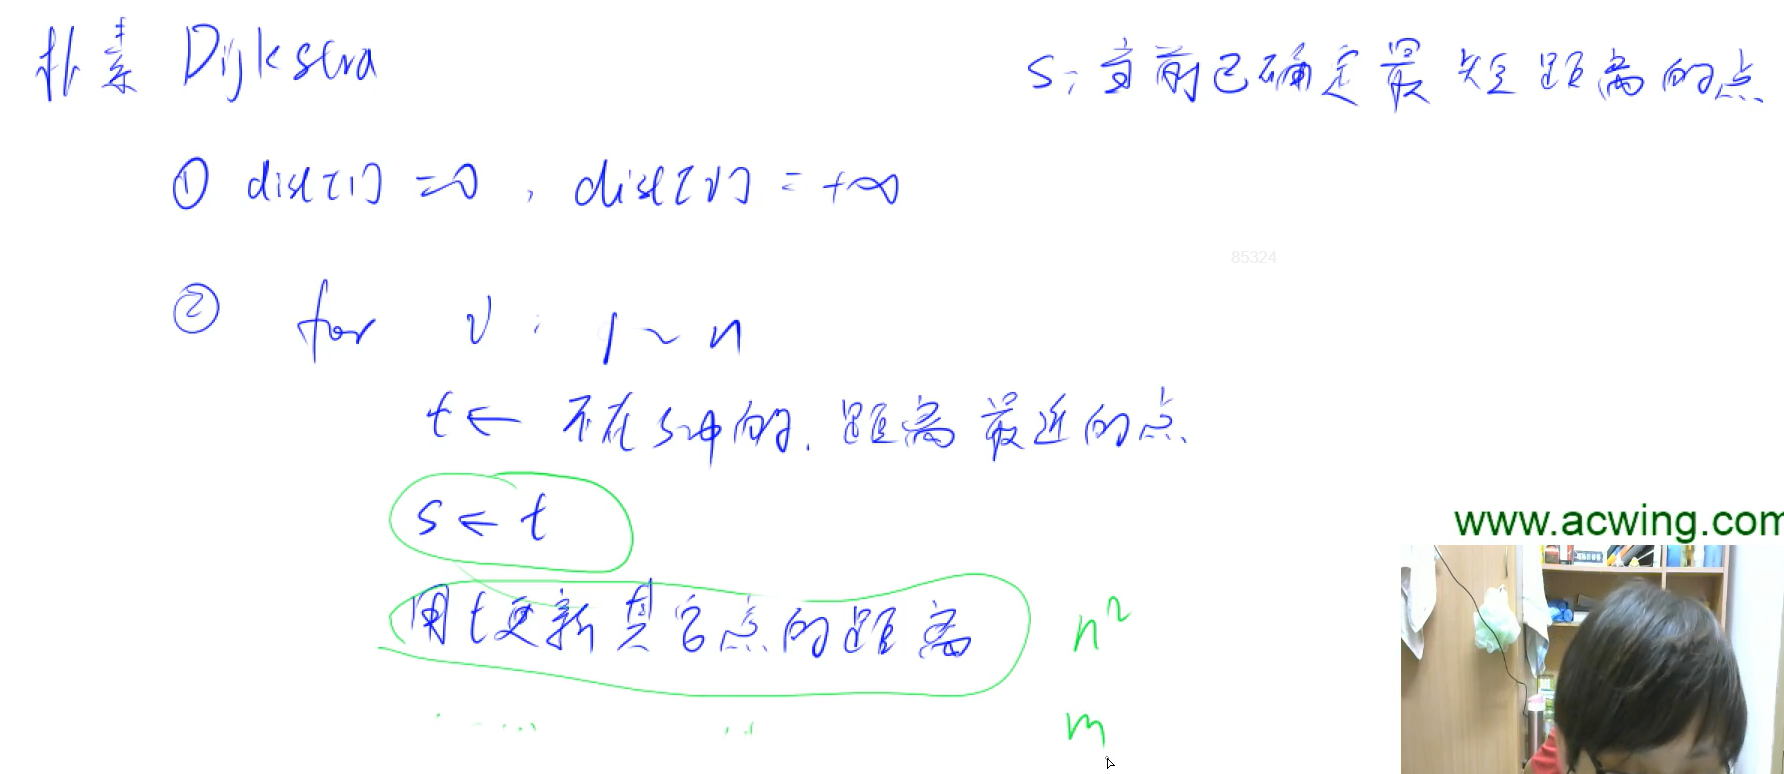 朴素 Dijkstra
s: 当前已确定最短距离的点
① dist[1] = 0, dist[i] = +∞
85324
② for i : 1 ~ n
t ← 不在s中的, 距离最近的点
s ← t
www.acwing.com
用t更新其它点的距离
n²
m